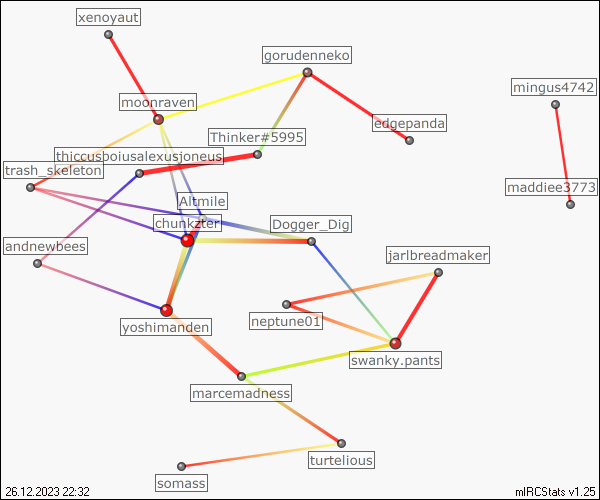 xenoyaut
gorudenneko
mingus4742
moonraven
edgepanda
Thinker#5995
thiccusboiusalexusjoneus
trash_skeleton
maddiee3773
Altmile
chunkzter
Dogger_Dig
andnewbees
jarlbreadmaker
neptune01
yoshimanden
swanky.pants
marcemadness
turtelious
somass
26.12.2023 22:32
mIRCStats v1.25